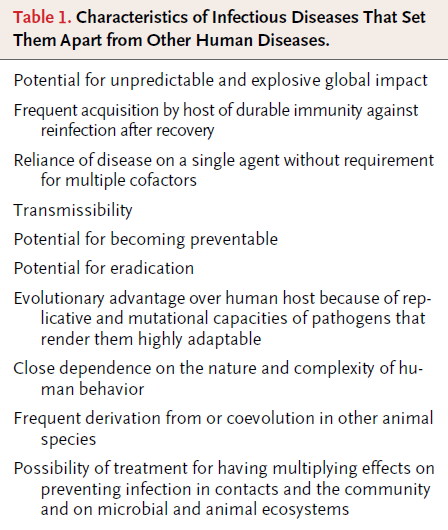 Table 1. Characteristics of Infectious Diseases That Set
Them Apart from Other Human Diseases.
Potential for unpredictable and explosive global impact
Frequent acquisition by host of durable immunity against
reinfection after recovery
Reliance of disease on a single agent without requirement
for multiple cofactors
Transmissibility
Potential for becoming preventable
Potential for eradication
Evolutionary advantage over human host because of rep-
licative and mutational capacities of pathogens that
render them highly adaptable
Close dependence on the nature and complexity of hu-
man behavior
Frequent derivation from or coevolution in other animal
species
Possibility of treatment for having multiplying effects on
preventing infection in contacts and the community
and on microbial and animal ecosystems